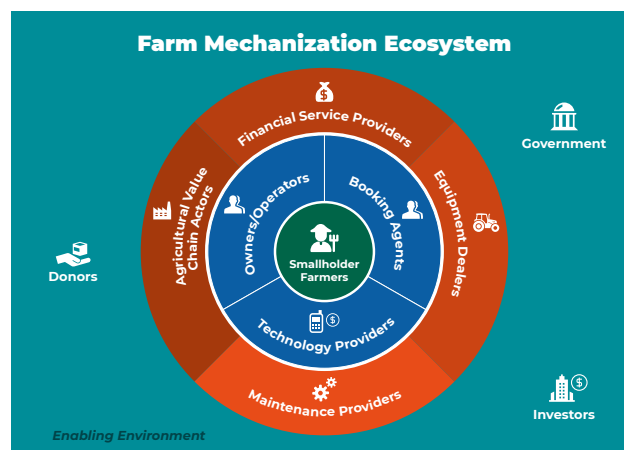 Farm Mechanization Ecosystem
Financial Service Providers
Government
Agricultural Value
Chain Actors
Owners/Operators
Booking Agents
Equipment Dealers
Smallholder
Farmers
Donors
$
$
Technology Providers
Maintenance Providers
$
Investors
Enabling Environment